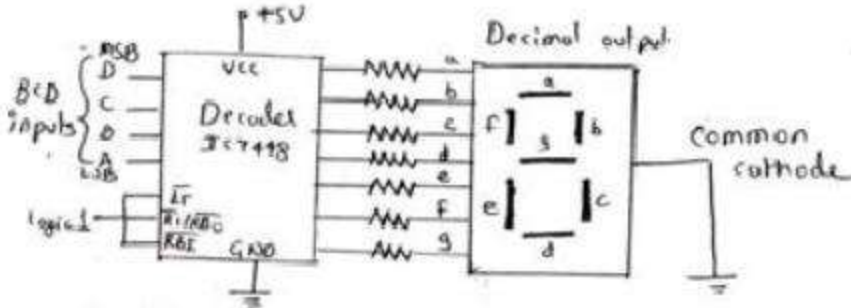 +5V
Decimal output
MSB
D
C
B
A
LSB
BCD
inputs
VCC
Decoder
IC 7448
LT
BI/RBO
RBI
Logic 1
GND
a
b
c
d
e
f
g
a
f
b
g
e
c
d
Common
cathode